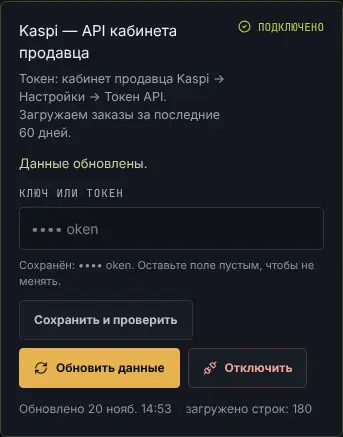 Kaspi — API кабинета
продавца
ПОДКЛЮЧЕНО
Токен: кабинет продавца Kaspi →
Настройки → Токен API.
Загружаем заказы за последние
60 дней.
Данные обновлены.
КЛЮЧ ИЛИ ТОКЕН
•••• oken
Сохранён: •••• oken. Оставьте поле пустым, чтобы не
менять.
Сохранить и проверить
Обновить данные
Отключить
Обновлено 20 нояб. 14:53 загружено строк: 180